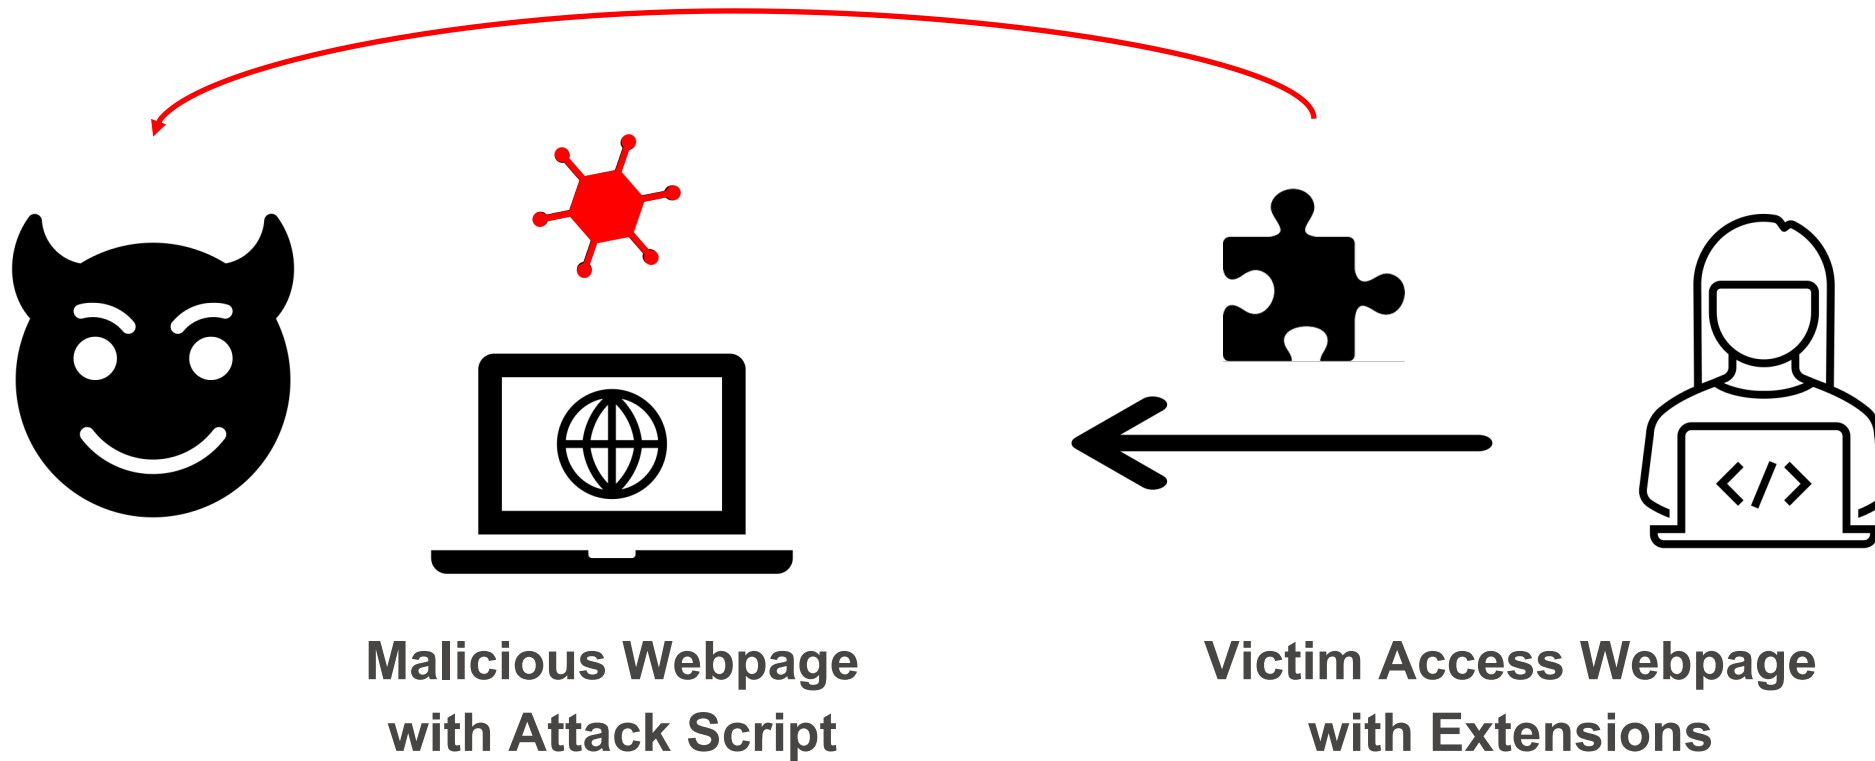 </>
Malicious Webpage
with Attack Script
Victim Access Webpage
with Extensions